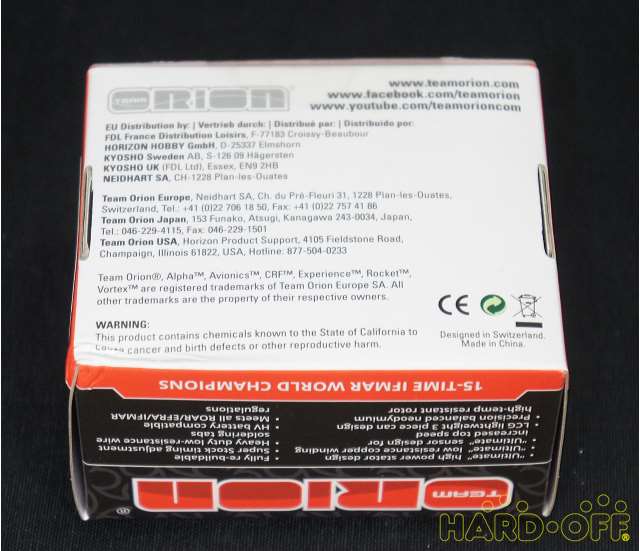 TEAM ORION
www.teamorion.com
www.facebook.com/teamorion
www.youtube.com/teamorioncom
EU Distribution by: | Vertrieb durch: | Distribué par: | Distribuido por:
FDL France Distribution Loisirs, F-77183 Croissy-Beaubour
HORIZON HOBBY GmbH, D-25337 Elmshorn
KYOSHO Sweden AB, S-126 09 Hägersten
KYOSHO UK (FDL Ltd), Essex, EN9 2HB
NEIDHART SA, CH-1228 Plan-les-Ouates
Team Orion Europe, Neidhart SA, Ch. du Pré-Fleuri 31, 1228 Plan-les-Ouates,
Switzerland, Tel.: +41 (0)22 706 18 50, Fax: +41 (0)22 757 41 86
Team Orion Japan, 153 Funako, Atsugi, Kanagawa 243-0034, Japan,
Tel.: 046-229-4115, Fax: 046-229-1501
Team Orion USA, Horizon Product Support, 4105 Fieldstone Road,
Champaign, Illinois 61822, USA, Hotline: 877-504-0233
Team Orion®, Alpha™, Avionics™, CRF™, Experience™, Rocket™,
Vortex™ are registered trademarks of Team Orion Europe SA. All
other trademarks are the property of their respective owners.
CE
WARNING:
This product contains chemicals known to the State of California to
cancer and birth defects or other reproductive harm.
Designed in Switzerland.
Made in China.
15-TIME IFMAR WORLD CHAMPIONS
TEAM ORION®
• "Ultimate" high power stator design
• "Ultimate" low resistance copper winding
• "Ultimate" sensor design for
increased top speed
• LCG lightweight 3 piece can design
• Precision balanced neodymium
high-temp resistant rotor
• Fully re-buildable
• Super Stock timing adjustment
• Heavy duty low-resistance wire
soldering tabs
• HV battery compatible
• Meets all ROAR/EFRA/IFMAR
regulations
HARD-OFF